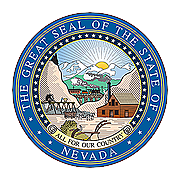 THE GREAT SEAL OF THE STATE OF
NEVADA
ALL FOR OUR COUNTRY